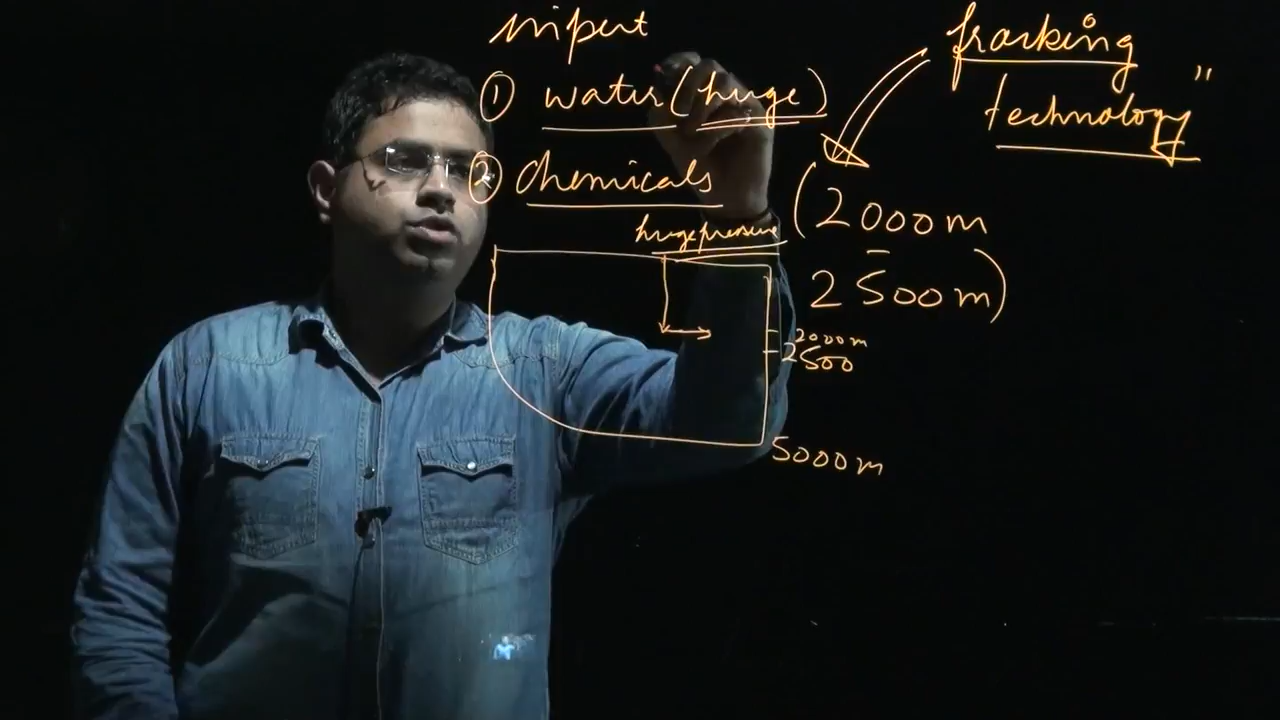 input
① water (huge)
② chemicals
huge pressure
fracking
technology"
(2000m
-
2500m)
2000m
2500
5000m